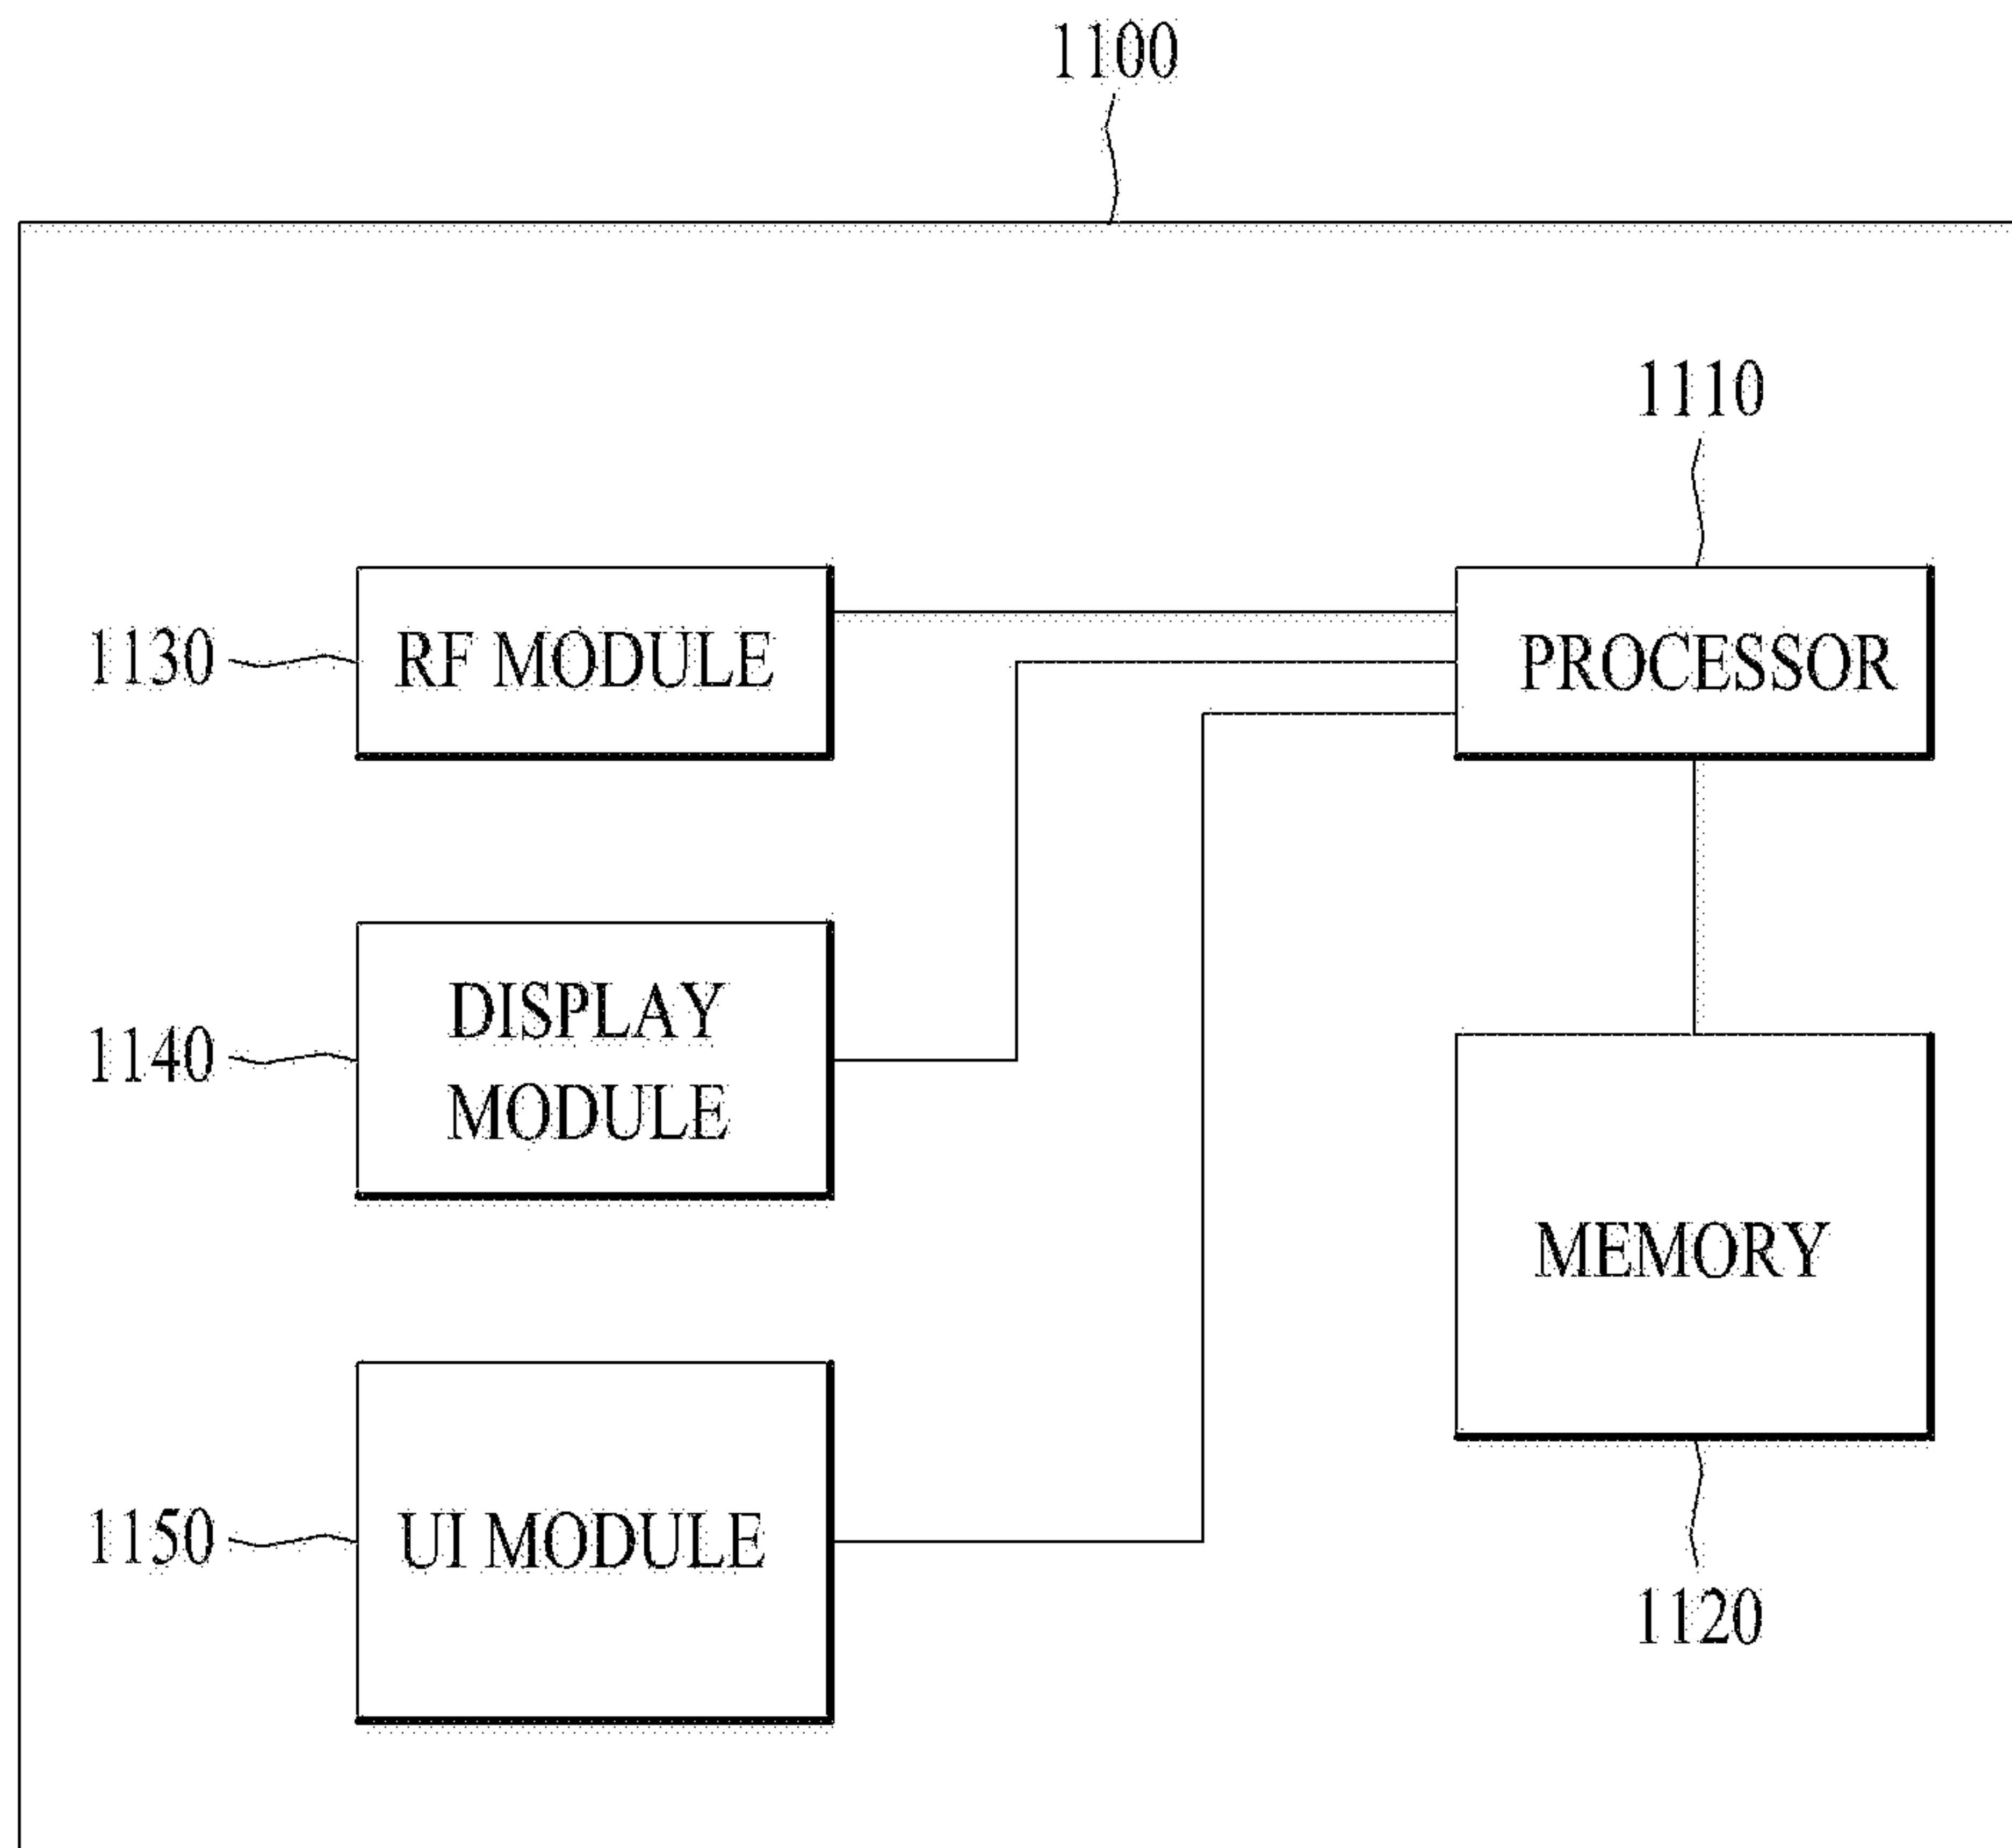 1100
1110
1130
RF MODULE
PROCESSOR
1140
DISPLAY
MODULE
MEMORY
1150
UI MODULE
1120